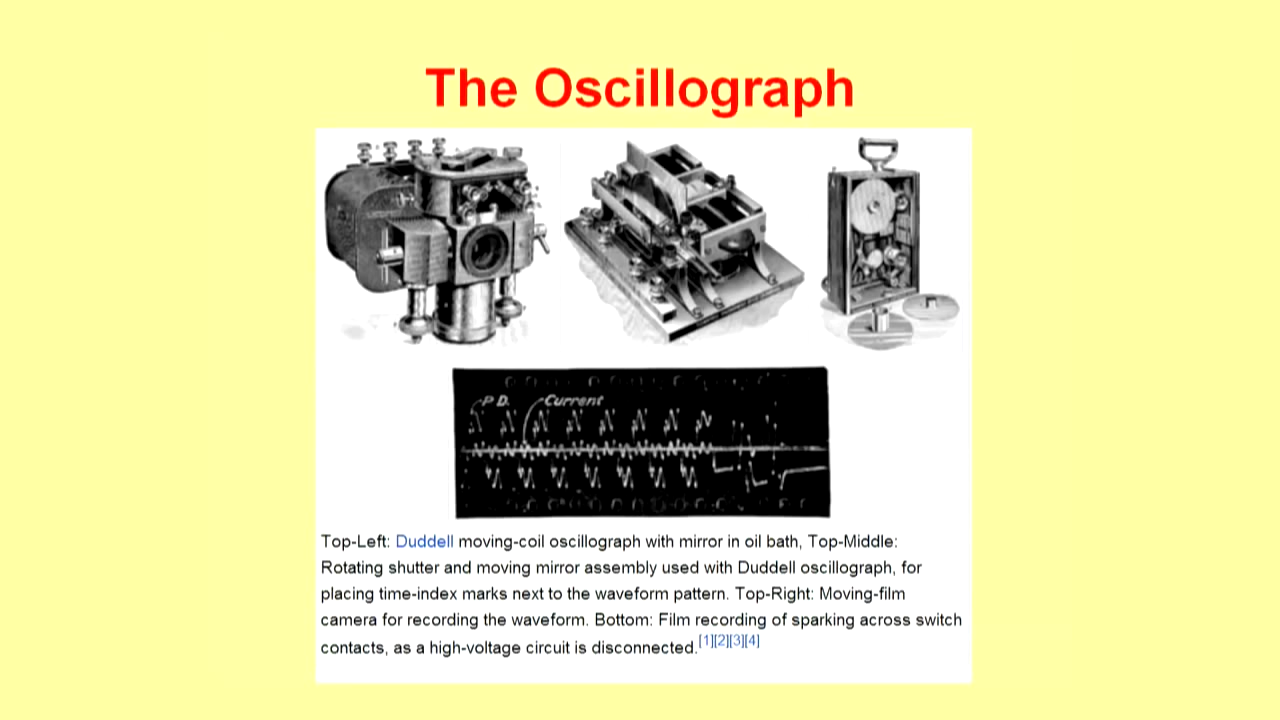 The Oscillograph
P D.
Current
Top-Left: Duddell moving-coil oscillograph with mirror in oil bath, Top-Middle:
Rotating shutter and moving mirror assembly used with Duddell oscillograph, for
placing time-index marks next to the waveform pattern. Top-Right: Moving-film
camera for recording the waveform. Bottom: Film recording of sparking across switch
contacts, as a high-voltage circuit is disconnected.[1][2][3][4]